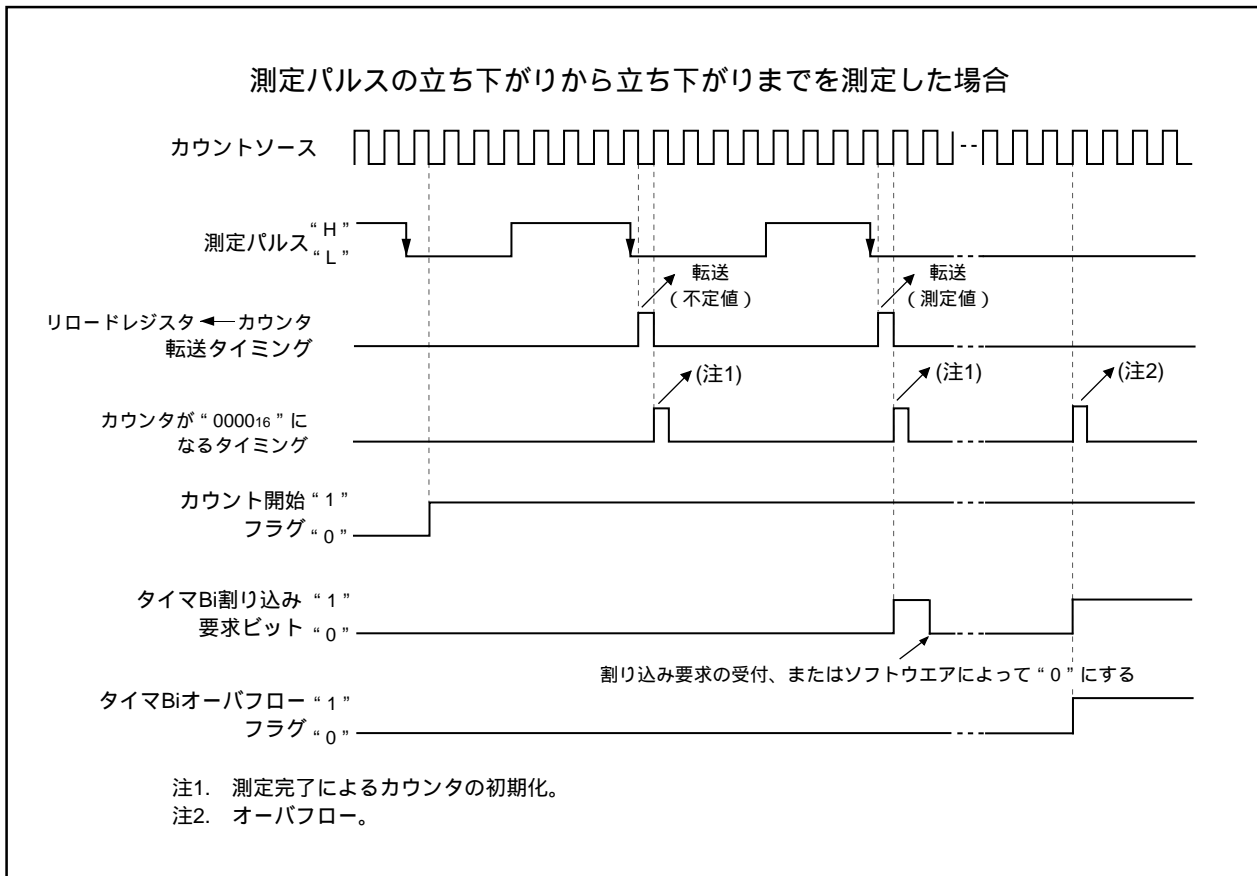 測定パルスの立ち下がりから立ち下がりまでを測定した場合
カウントソース
測定パルス
“ H ”
“ L ”
転送
（ 不定値 ）
転送
（ 測定値 ）
リロードレジスタ ← カウンタ
転送タイミング
(注1)
(注1)
(注2)
カウンタが “ 000016 ” に
なるタイミング
カウント開始 “ 1 ”
フラグ “ 0 ”
タイマBi割り込み “ 1 ”
要求ビット “ 0 ”
割り込み要求の受付、またはソフトウエアによって “ 0 ” にする
タイマBiオーバフロー “ 1 ”
フラグ “ 0 ”
注1. 測定完了によるカウンタの初期化。
注2. オーバフロー。